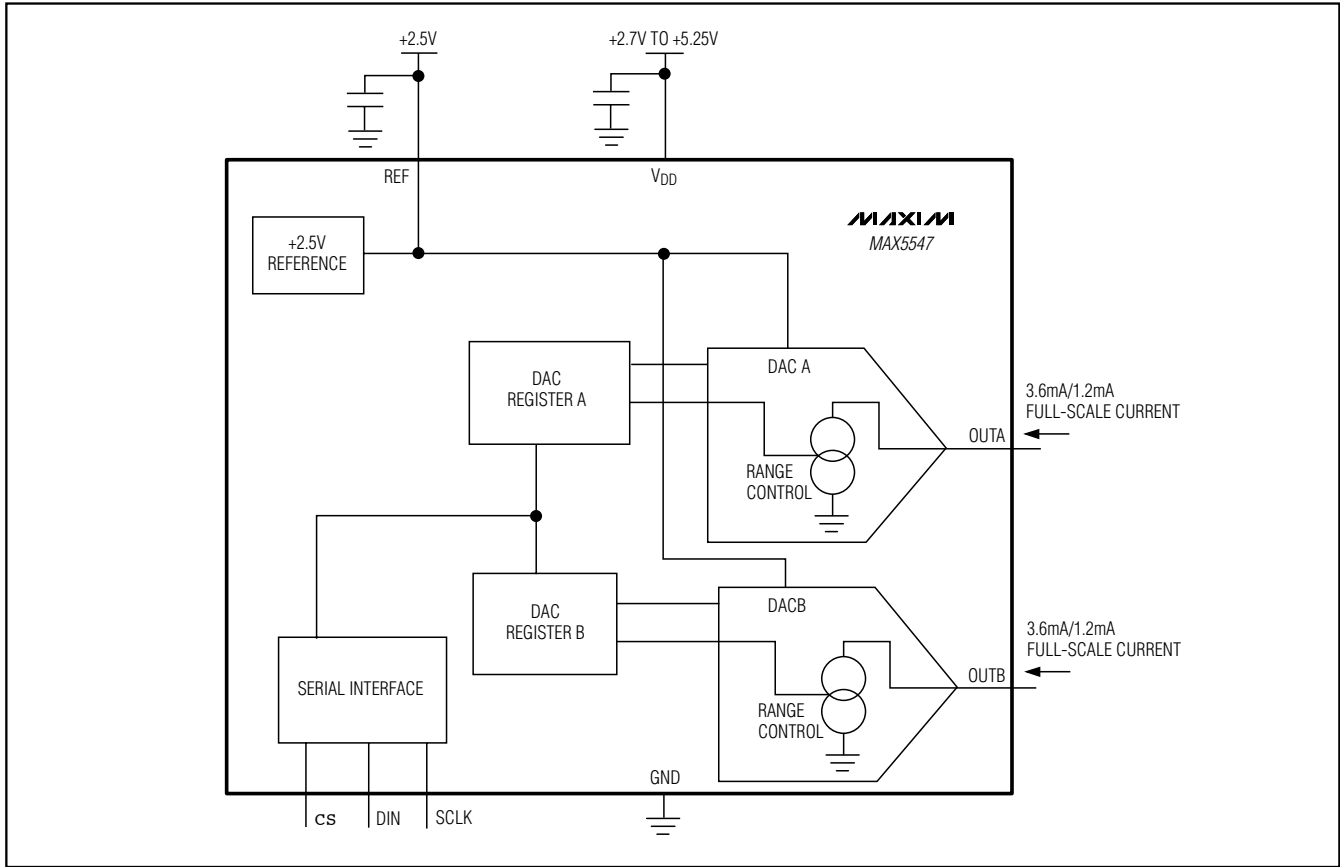 +2.5V
+2.7V TO +5.25V
REF
VDD
MAXIM
MAX5547
+2.5V
REFERENCE
DAC
REGISTER A
DAC A
RANGE
CONTROL
OUTA
3.6mA/1.2mA
FULL-SCALE CURRENT
DAC
REGISTER B
DACB
RANGE
CONTROL
OUTB
3.6mA/1.2mA
FULL-SCALE CURRENT
SERIAL INTERFACE
GND
CS
DIN
SCLK